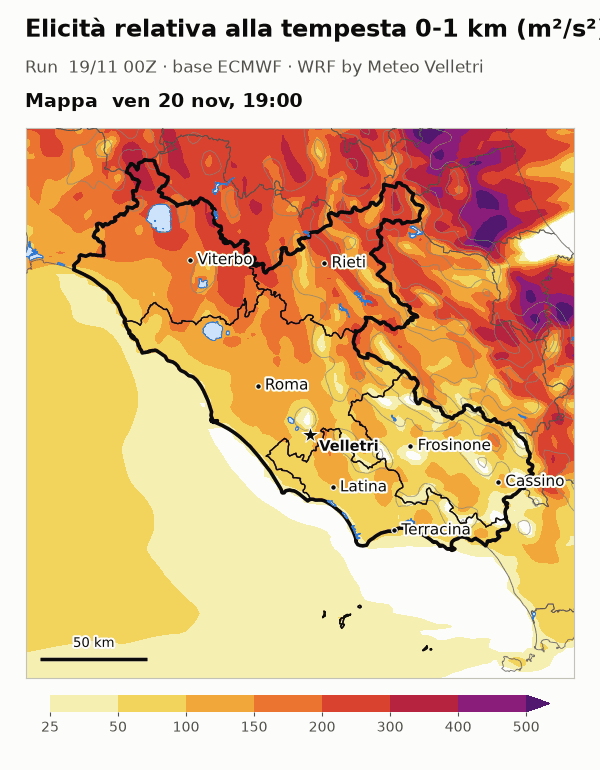 Elicità relativa alla tempesta 0-1 km (m²/s²)
Run  19/11 00Z · base ECMWF · WRF by Meteo Velletri
Mappa  ven 20 nov, 19:00
Viterbo
Rieti
Roma
Velletri
Frosinone
Cassino
Latina
Terracina
50 km
25 50 100 150 200 300 400 500